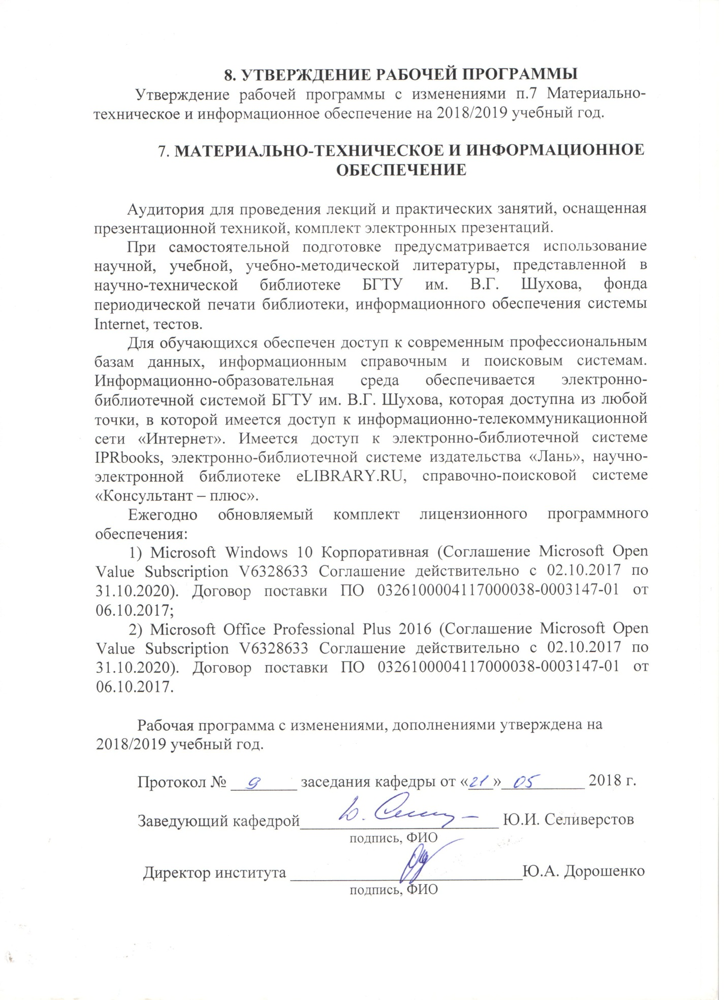 8. УТВЕРЖДЕНИЕ РАБОЧЕЙ ПРОГРАММЫ
Утверждение рабочей программы с изменениями п.7 Материально-
техническое и информационное обеспечение на 2018/2019 учебный год.
7. МАТЕРИАЛЬНО-ТЕХНИЧЕСКОЕ И ИНФОРМАЦИОННОЕ
ОБЕСПЕЧЕНИЕ
Аудитория для проведения лекций и практических занятий, оснащенная
презентационной техникой, комплект электронных презентаций.
При самостоятельной подготовке предусматривается использование
научной, учебной, учебно-методической литературы, представленной в
научно-технической библиотеке БГТУ им. В.Г. Шухова, фонда
периодической печати библиотеки, информационного обеспечения системы
Internet, тестов.
Для обучающихся обеспечен доступ к современным профессиональным
базам данных, информационным справочным и поисковым системам.
Информационно-образовательная среда обеспечивается электронно-
библиотечной системой БГТУ им. В.Г. Шухова, которая доступна из любой
точки, в которой имеется доступ к информационно-телекоммуникационной
сети «Интернет». Имеется доступ к электронно-библиотечной системе
IPRbooks, электронно-библиотечной системе издательства «Лань», научно-
электронной библиотеке eLIBRARY.RU, справочно-поисковой системе
«Консультант – плюс».
Ежегодно обновляемый комплект лицензионного программного
обеспечения:
1) Microsoft Windows 10 Корпоративная (Соглашение Microsoft Open
Value Subscription V6328633 Соглашение действительно с 02.10.2017 по
31.10.2020). Договор поставки ПО 0326100004117000038-0003147-01 от
06.10.2017;
2) Microsoft Office Professional Plus 2016 (Соглашение Microsoft Open
Value Subscription V6328633 Соглашение действительно с 02.10.2017 по
31.10.2020). Договор поставки ПО 0326100004117000038-0003147-01 от
06.10.2017.
Рабочая программа с изменениями, дополнениями утверждена на
2018/2019 учебный год.
Протокол № 9 заседания кафедры от «21» 05 2018 г.
Заведующий кафедрой Ю.И. Селиверстов
подпись, ФИО
Директор института Ю.А. Дорошенко
подпись, ФИО